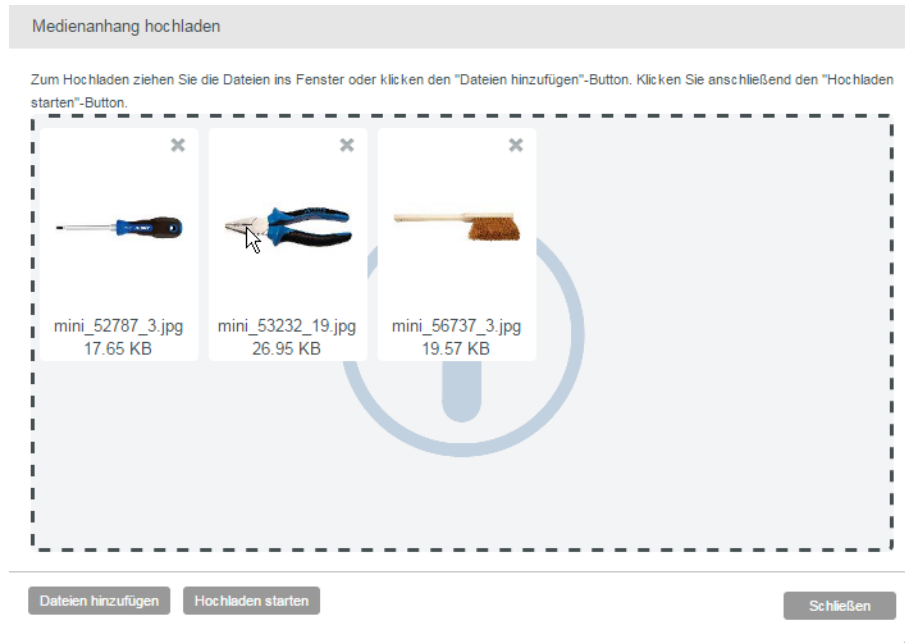 Medienanhang hochladen
Zum Hochladen ziehen Sie die Dateien ins Fenster oder klicken den "Dateien hinzufügen"-Button. Klicken Sie anschließend den "Hochladen
starten"-Button.
mini_52787_3.jpg
17.65 KB
mini_53232_19.jpg
26.95 KB
mini_56737_3.jpg
19.57 KB
Dateien hinzufügen
Hochladen starten
Schließen